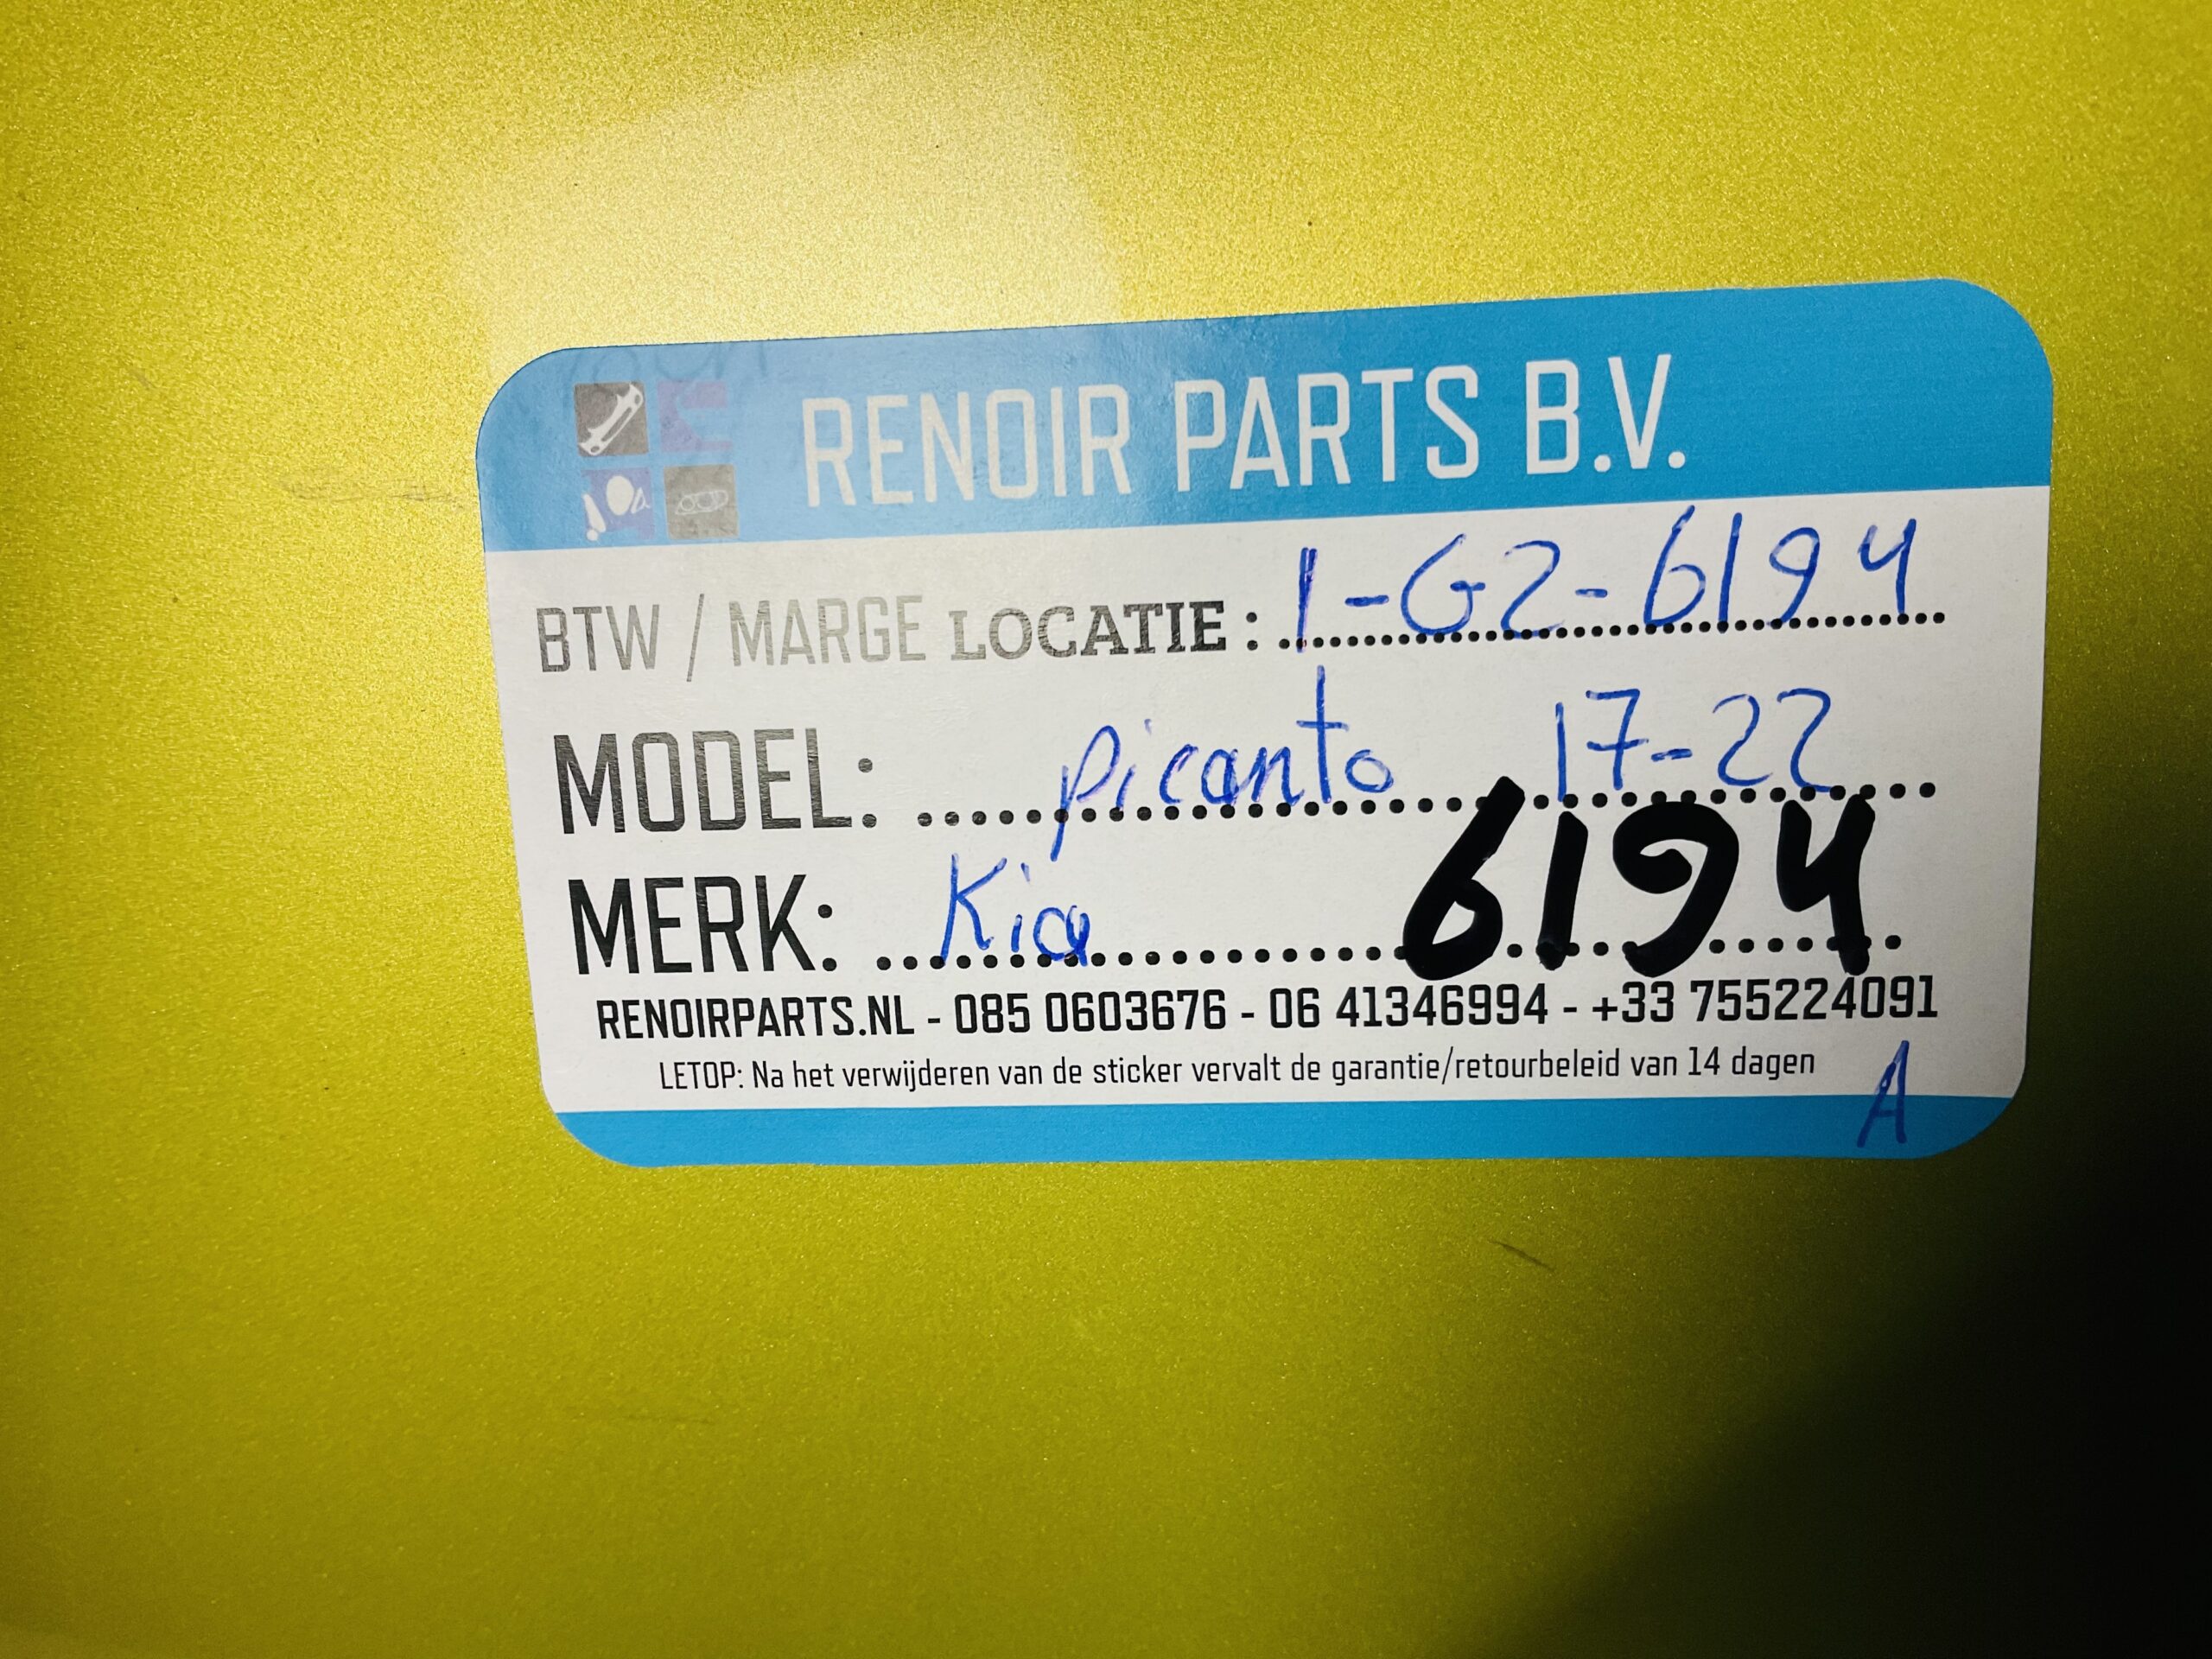 RENOIR PARTS B.V.
BTW / MARGE LOCATIE : 1-G2-6194
MODEL: picanto 17-22
MERK: Kia 6194
RENOIRPARTS.NL - 085 0603676 - 06 41346994 - +33 755224091
LETOP: Na het verwijderen van de sticker vervalt de garantie/retourbeleid van 14 dagen
A